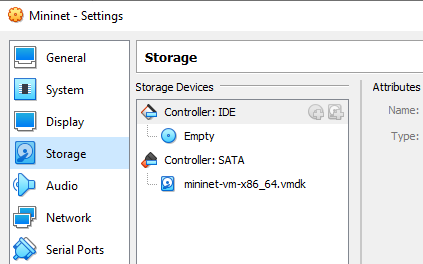 Mininet - Settings
General
System
Display
Storage
Audio
Network
Serial Ports
Storage
Storage Devices
Controller: IDE
Empty
Controller: SATA
mininet-vm-x86_64.vmdk
Attributes
Name:
Type: